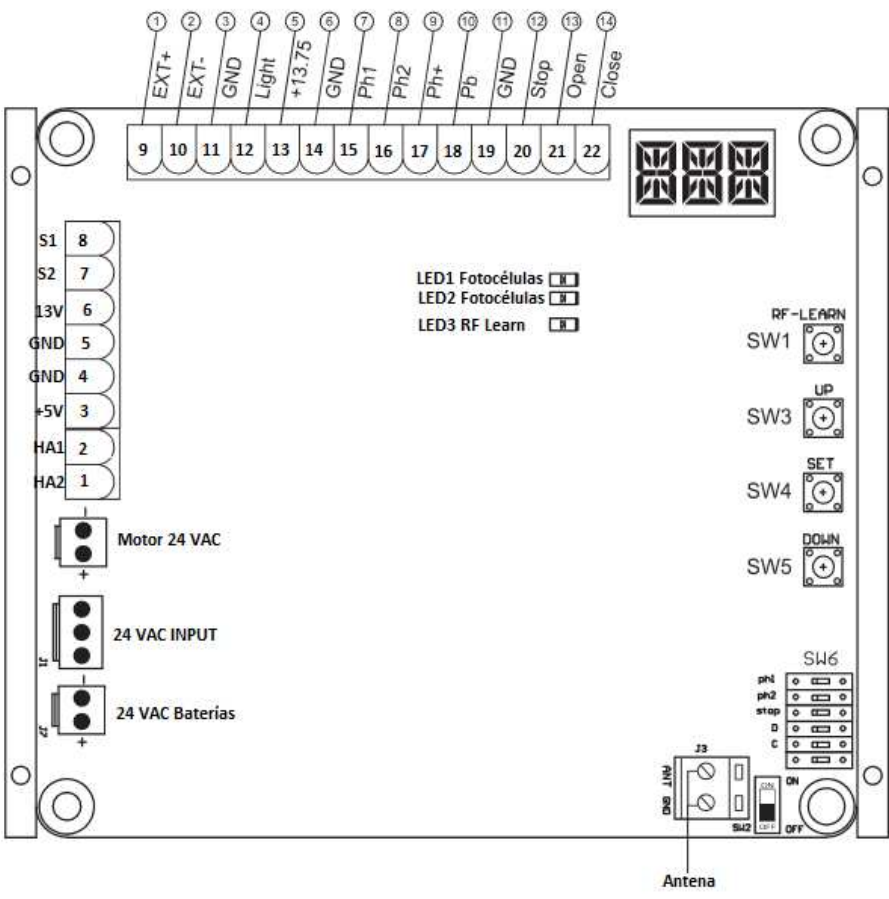 1 2 3 4 5 6 7 8 9 10 11 12 13 14
EXT+ EXT- GND Light +13.75 GND Ph1 Ph2 Ph+ Pb GND Stop Open Close
9 10 11 12 13 14 15 16 17 18 19 20 21 22
S1 8
S2 7
13V 6
GND 5
GND 4
+5V 3
HA1 2
HA2 1
LED1 Fotocélulas
LED2 Fotocélulas
LED3 RF Learn
RF-LEARN
SW1
UP
SW3
SET
SW4
DOWN
SW5
-
Motor 24 VAC
+
24 VAC INPUT
J1
-
24 VAC Baterías
J7
+
SW6
ph1
ph2
stop
O
C
J3
ANT GND
ON
ON
OFF
OFF
SW2
Antena